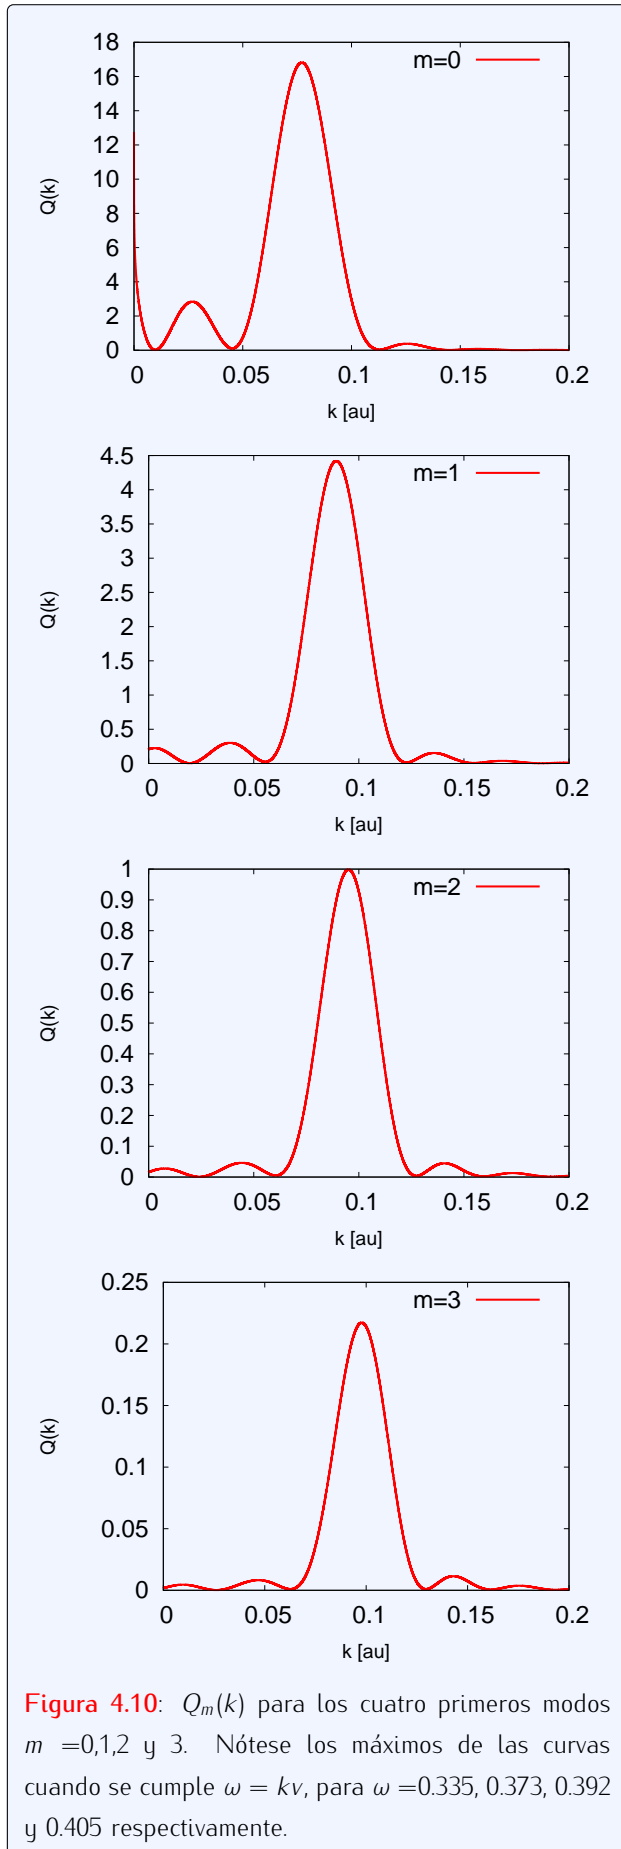 18
16
14
12
10
8
6
4
2
0
Q(k)
m=0
0 0.05 0.1 0.15 0.2
k [au]
4.5
4
3.5
3
2.5
2
1.5
1
0.5
0
Q(k)
m=1
0 0.05 0.1 0.15 0.2
k [au]
1
0.9
0.8
0.7
0.6
0.5
0.4
0.3
0.2
0.1
0
Q(k)
m=2
0 0.05 0.1 0.15 0.2
k [au]
0.25
0.2
0.15
0.1
0.05
0
Q(k)
m=3
0 0.05 0.1 0.15 0.2
k [au]
Figura 4.10: Qₘ(k) para los cuatro primeros modos
m =0,1,2 y 3. Nótese los máximos de las curvas
cuando se cumple ω = kv, para ω =0.335, 0.373, 0.392
y 0.405 respectivamente.